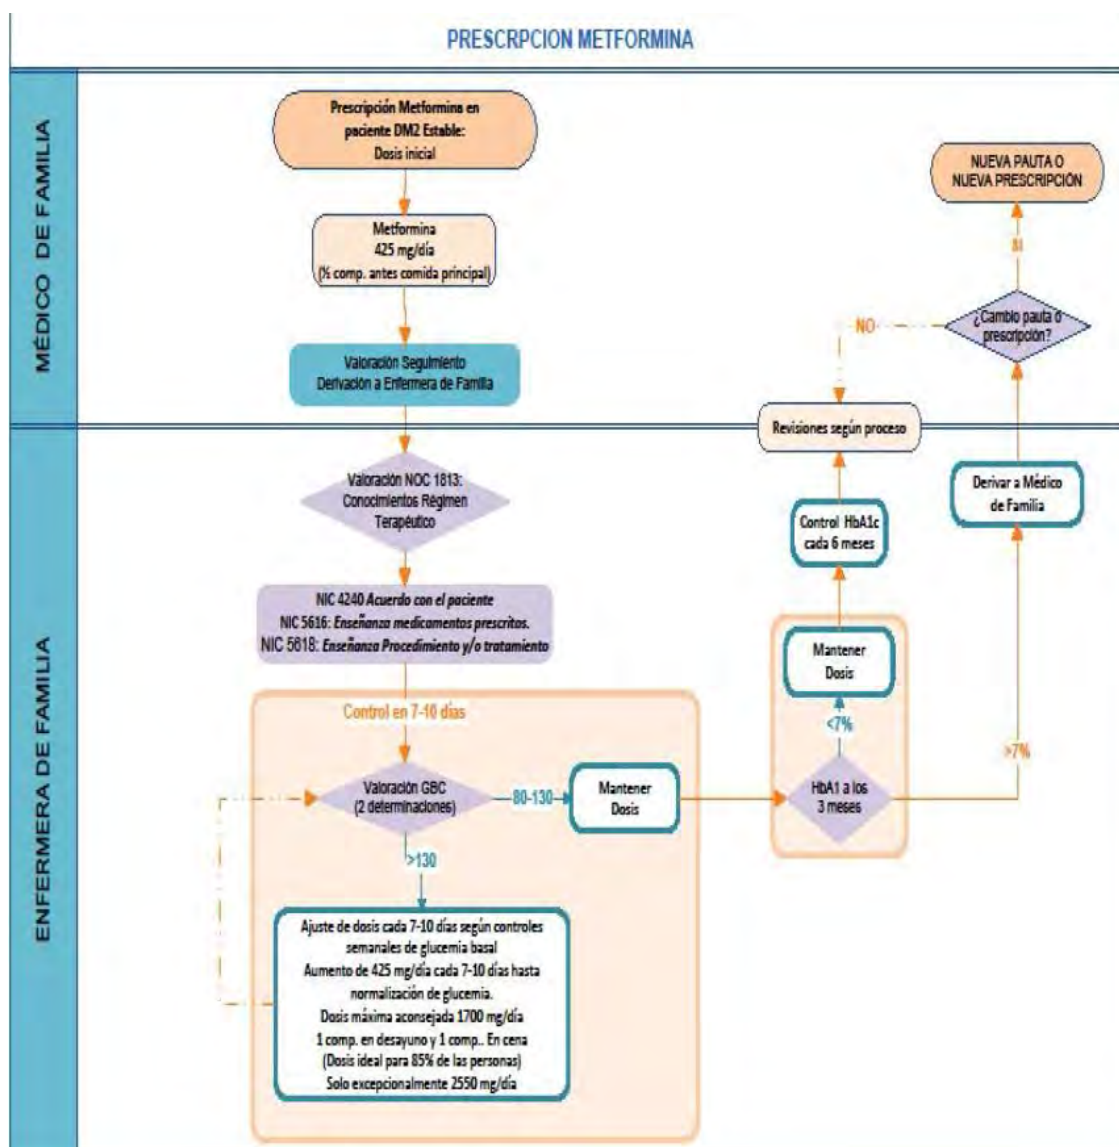 PRESCRPCION METFORMINA
MÉDICO DE FAMILIA
Prescripción Metformina en
paciente DM2 Estable:
Dosis inicial
Metformina
425 mg/día
(½ comp. antes comida principal)
Valoración Seguimiento
Derivación a Enfermera de Familia
NUEVA PAUTA O
NUEVA PRESCRIPCIÓN
SI
¿Cambio pauta ó
prescripción?
NO
Revisiones según proceso
ENFERMERA DE FAMILIA
Valoración NOC 1813:
Conocimientos Régimen
Terapéutico
NIC 4240 Acuerdo con el paciente
NIC 5616: Enseñanza medicamentos prescritos.
NIC 5618: Enseñanza Procedimiento y/o tratamiento
Control en 7-10 días
Valoración GBC
(2 determinaciones)
80-130
Mantener
Dosis
>130
Ajuste de dosis cada 7-10 días según controles
semanales de glucemia basal
Aumento de 425 mg/día cada 7-10 días hasta
normalización de glucemia.
Dosis máxima aconsejada 1700 mg/día
1 comp. en desayuno y 1 comp.. En cena
(Dosis ideal para 85% de las personas)
Solo excepcionalmente 2550 mg/día
HbA1 a los
3 meses
<7%
Mantener
Dosis
Control HbA1c
cada 6 meses
>7%
Derivar a Médico
de Familia